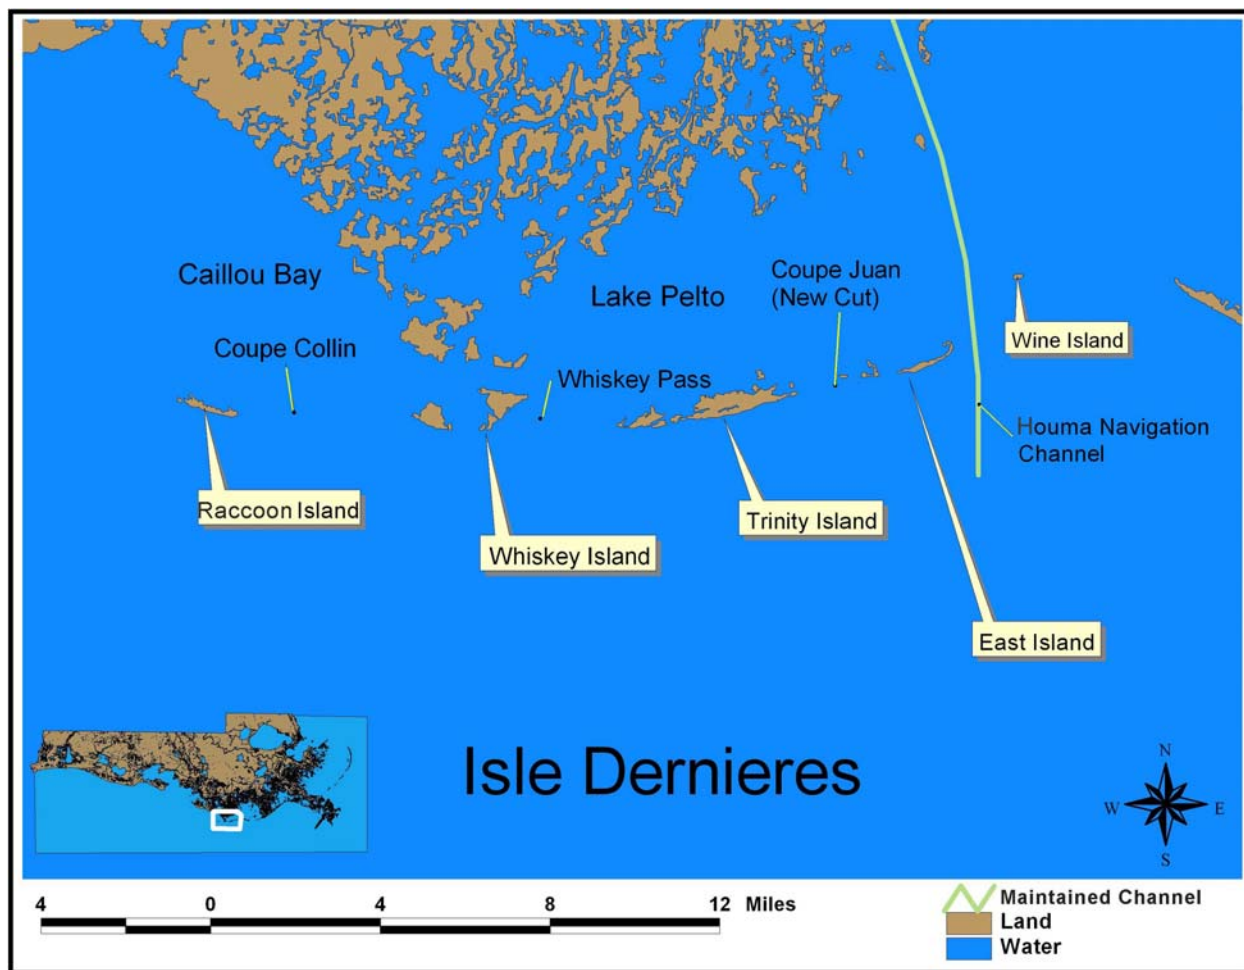 Caillou Bay
Lake Pelto
Coupe Juan
(New Cut)
Coupe Collin
Whiskey Pass
Wine Island
Houma Navigation
Channel
Raccoon Island
Whiskey Island
Trinity Island
East Island
Isle Dernieres
N
W
E
S
4 0 4 8 12 Miles
Maintained Channel
Land
Water